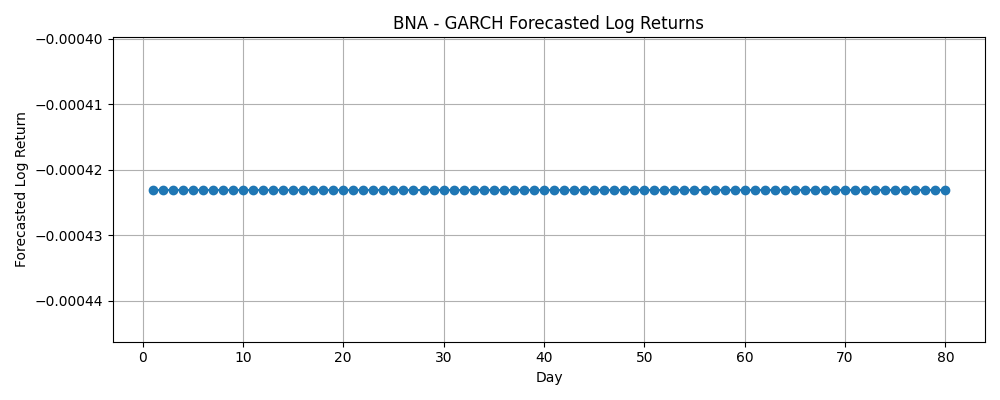 BNA - GARCH Forecasted Log Returns
Forecasted Log Return
−0.00040
−0.00041
−0.00042
−0.00043
−0.00044
0 10 20 30 40 50 60 70 80
Day